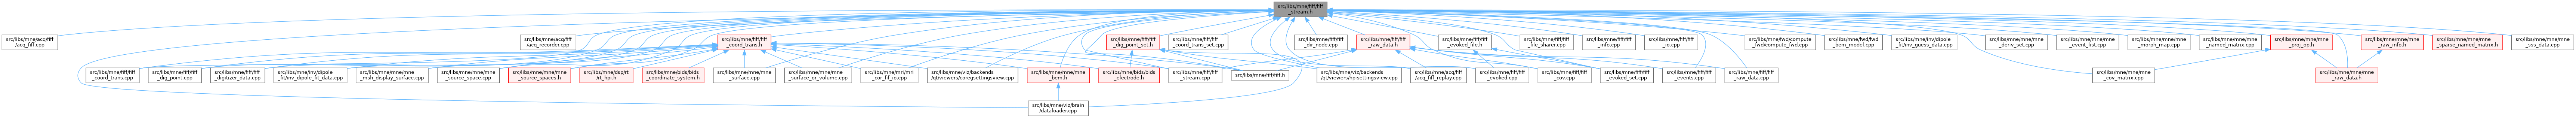 src/libs/mne/fiff/fiff
_stream.h
src/libs/mne/acq/fiff
/acq_fiff.cpp
src/libs/mne/acq/fiff
/acq_recorder.cpp
src/libs/mne/fiff/fiff
_coord_trans.h
src/libs/mne/fiff/fiff
_dig_point_set.h
src/libs/mne/fiff/fiff
_coord_trans_set.cpp
src/libs/mne/fiff/fiff
_dir_node.cpp
src/libs/mne/fiff/fiff
_raw_data.h
src/libs/mne/fiff/fiff
_evoked_file.h
src/libs/mne/fiff/fiff
_file_sharer.cpp
src/libs/mne/fiff/fiff
_info.cpp
src/libs/mne/fiff/fiff
_io.cpp
src/libs/mne/fwd/compute
_fwd/compute_fwd.cpp
src/libs/mne/fwd/fwd
_bem_model.cpp
src/libs/mne/inv/dipole
_fit/inv_guess_data.cpp
src/libs/mne/mne/mne
_deriv_set.cpp
src/libs/mne/mne/mne
_event_list.cpp
src/libs/mne/mne/mne
_morph_map.cpp
src/libs/mne/mne/mne
_named_matrix.cpp
src/libs/mne/mne/mne
_proj_op.h
src/libs/mne/mne/mne
_raw_info.h
src/libs/mne/mne/mne
_sparse_named_matrix.h
src/libs/mne/mne/mne
_sss_data.cpp
src/libs/mne/fiff/fiff
_coord_trans.cpp
src/libs/mne/fiff/fiff
_dig_point.cpp
src/libs/mne/fiff/fiff
_digitizer_data.cpp
src/libs/mne/inv/dipole
_fit/inv_dipole_fit_data.cpp
src/libs/mne/mne/mne
_msh_display_surface.cpp
src/libs/mne/mne/mne
_source_space.cpp
src/libs/mne/mne/mne
_source_spaces.h
src/libs/mne/dsp/rt
/rt_hpi.h
src/libs/mne/bids/bids
_coordinate_system.h
src/libs/mne/mne/mne
_surface.cpp
src/libs/mne/mne/mne
_surface_or_volume.cpp
src/libs/mne/mri/mri
_cor_fif_io.cpp
src/libs/mne/viz/backends
/qt/viewers/coregsettingsview.cpp
src/libs/mne/mne/mne
_bem.h
src/libs/mne/bids/bids
_electrode.h
src/libs/mne/fiff/fiff
_stream.cpp
src/libs/mne/fiff/fiff.h
src/libs/mne/viz/backends
/qt/viewers/hpisettingsview.cpp
src/libs/mne/acq/fiff
/acq_fiff_replay.cpp
src/libs/mne/fiff/fiff
_evoked.cpp
src/libs/mne/fiff/fiff
_cov.cpp
src/libs/mne/fiff/fiff
_evoked_set.cpp
src/libs/mne/fiff/fiff
_events.cpp
src/libs/mne/fiff/fiff
_raw_data.cpp
src/libs/mne/mne/mne
_cov_matrix.cpp
src/libs/mne/mne/mne
_raw_data.h
src/libs/mne/viz/brain
/dataloader.cpp